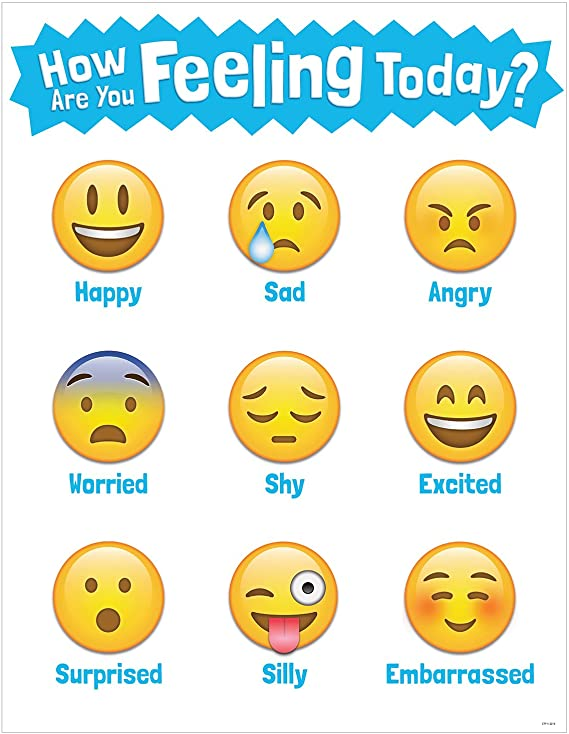 How Are You Feeling Today?
Happy
Sad
Angry
Worried
Shy
Excited
Surprised
Silly
Embarrassed